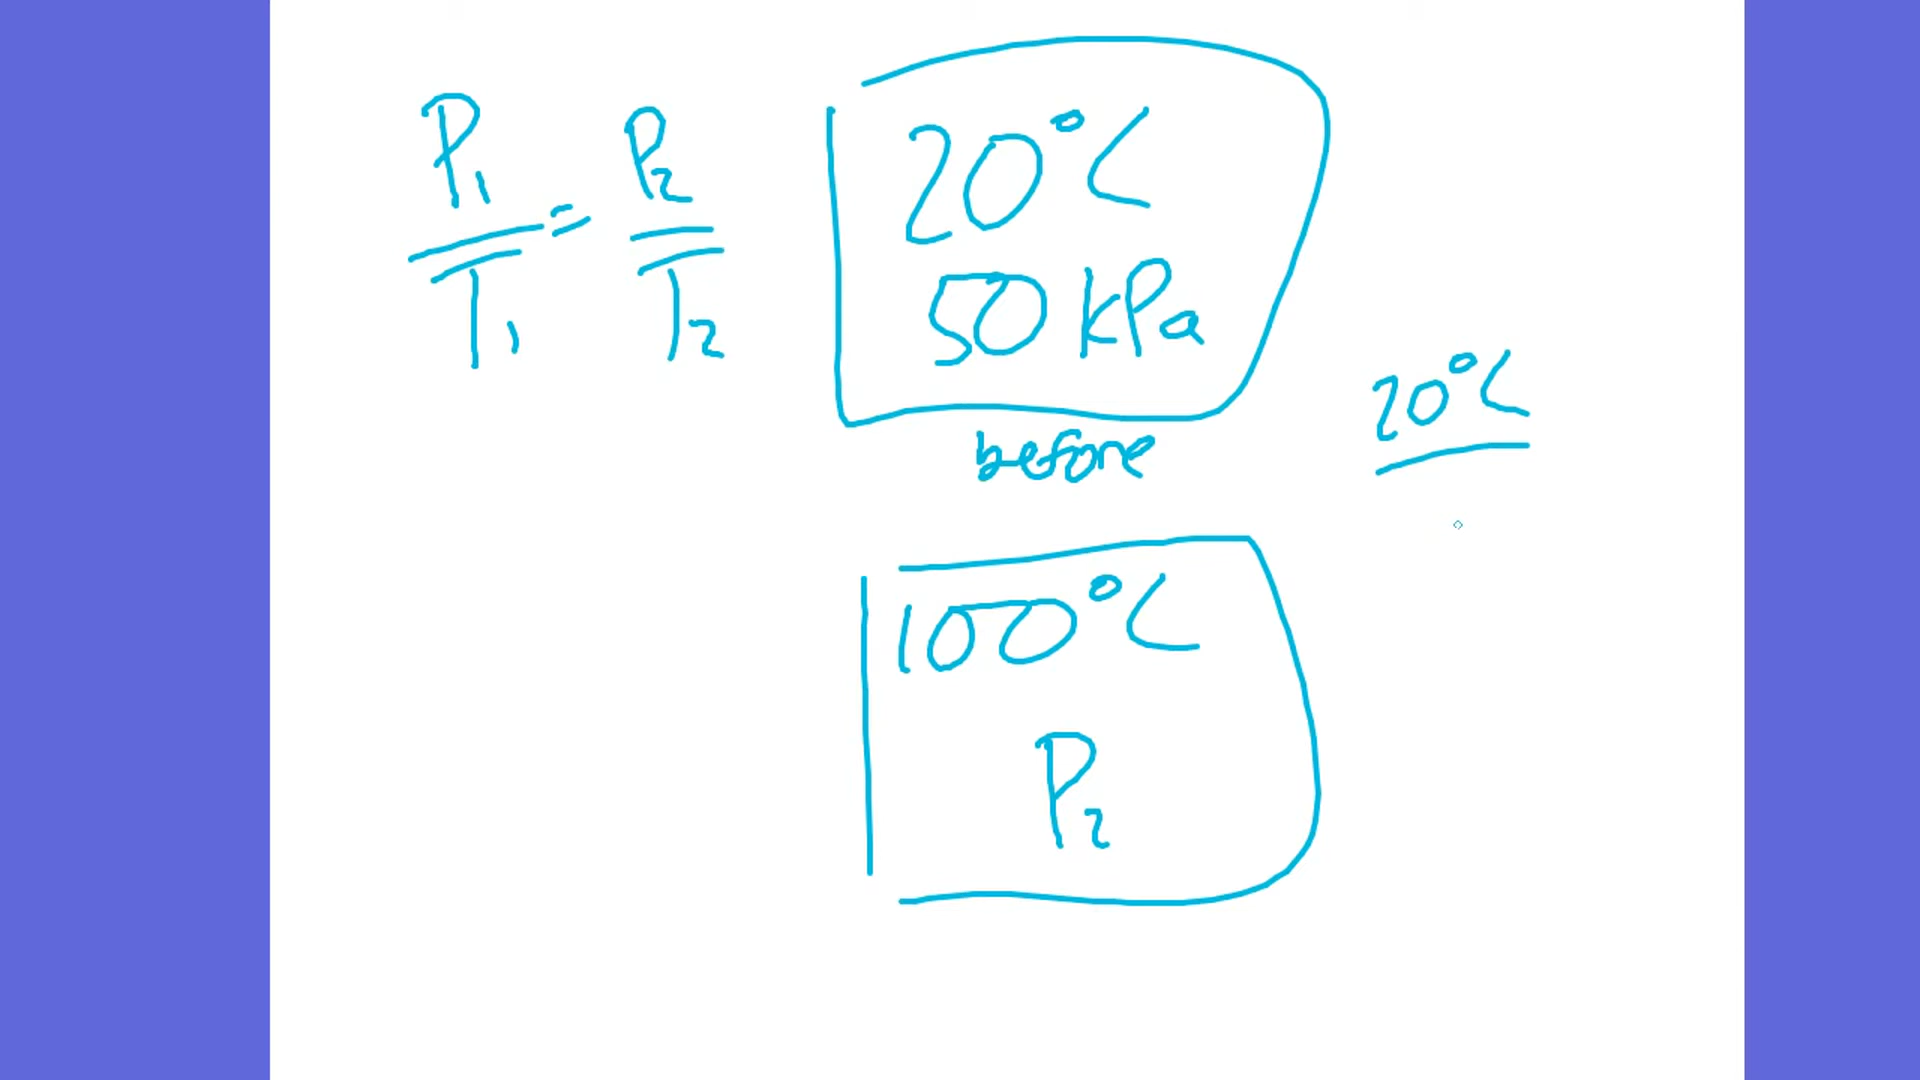 P₁/T₁ = P₂/T₂
20°C
50 kPa
before
20°C
100°C
P₂